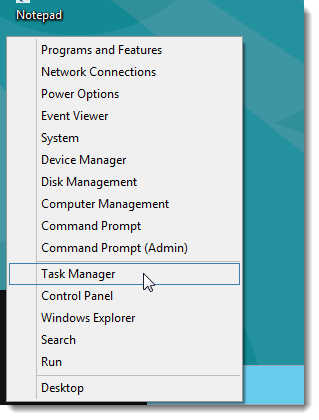 Notepad
Programs and Features
Network Connections
Power Options
Event Viewer
System
Device Manager
Disk Management
Computer Management
Command Prompt
Command Prompt (Admin)
Task Manager
Control Panel
Windows Explorer
Search
Run
Desktop